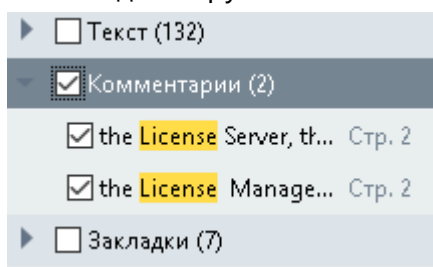 Текст (132)
Комментарии (2)
the License Server, th... Стр. 2
the License Manage... Стр. 2
Закладки (7)